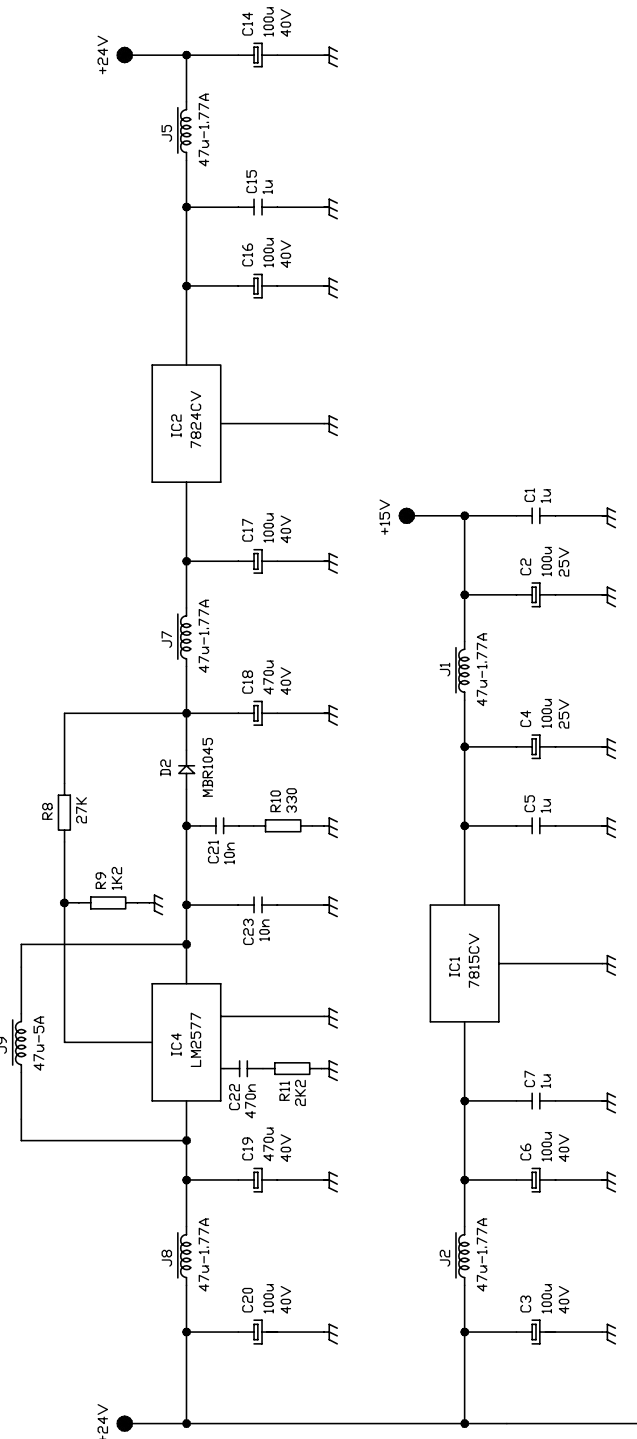 +24V
C14
100u
40V
J5
47u-1.77A
C15
1u
C16
100u
40V
IC2
7824CV
C17
100u
40V
J7
47u-1.77A
C18
470u
40V
D2
MBR1045
R8
27K
R9
1K2
C21
10n
R10
330
C23
10n
J9
47u-5A
IC4
LM2577
C22
470n
R11
2K2
C19
470u
40V
J8
47u-1.77A
C20
100u
40V
+24V
+15V
C1
1u
C2
100u
25V
J1
47u-1.77A
C4
100u
25V
C5
1u
IC1
7815CV
C7
1u
C6
100u
40V
J2
47u-1.77A
C3
100u
40V